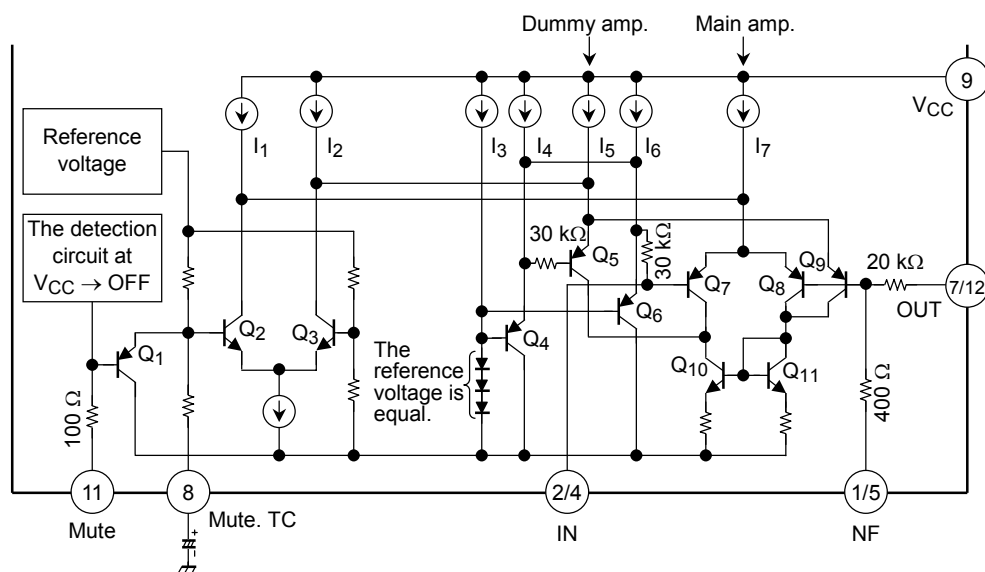 Dummy amp.
Main amp.
9
VCC
Reference
voltage
I1
I2
I3
I4
I5
I6
I7
The detection
circuit at
VCC → OFF
30 kΩ
Q5
30 kΩ
Q9
20 kΩ
7/12
OUT
Q7
Q8
Q2
Q3
Q4
Q6
Q1
The
reference
voltage is
equal.
Q10
Q11
100 Ω
400 Ω
11
8
2/4
1/5
Mute
Mute. TC
IN
NF
+
-